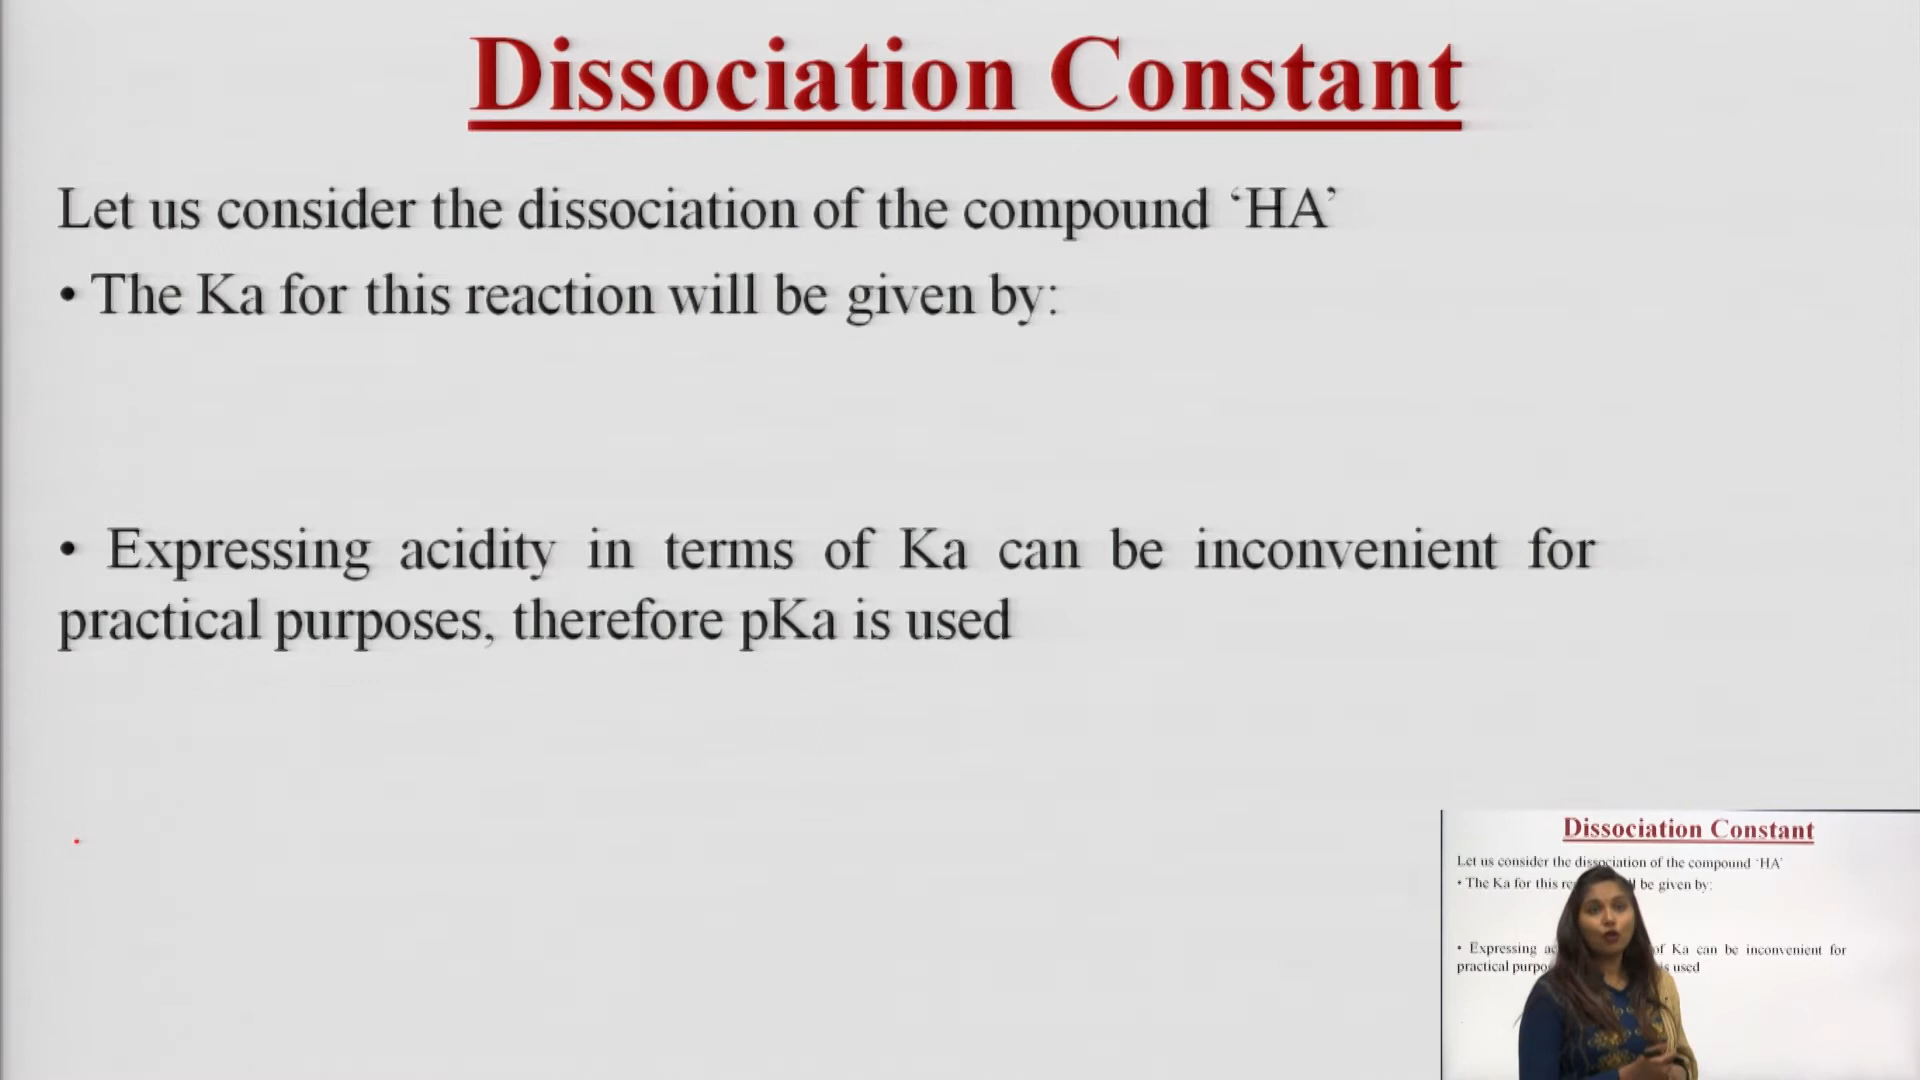 Dissociation Constant
Let us consider the dissociation of the compound ‘HA’
• The Ka for this reaction will be given by:
• Expressing acidity in terms of Ka can be inconvenient for
practical purposes, therefore pKa is used
Dissociation Constant
Let us consider the dissociation of the compound ‘HA’
• The Ka for this be given by:
• Expressing of Ka can be inconvenient for
practical used